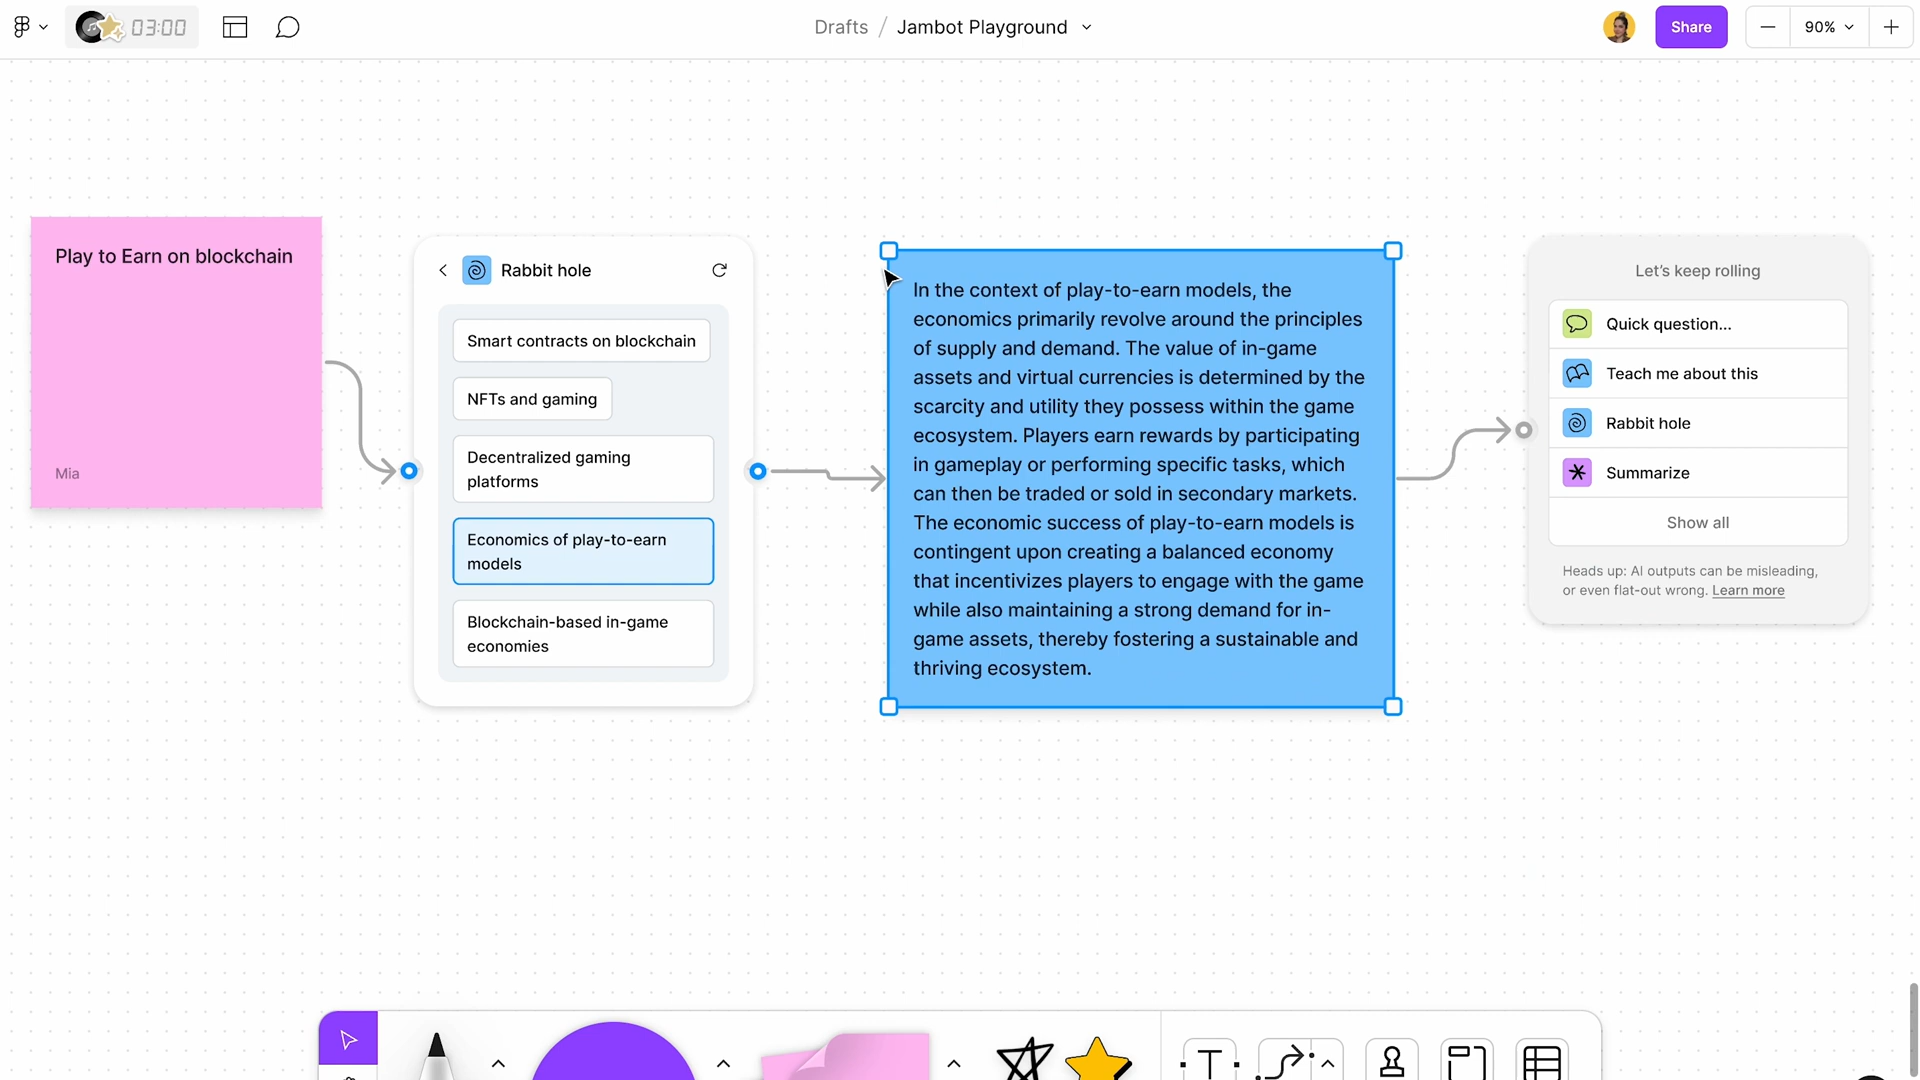 03:00
Drafts / Jambot Playground
Share
90%
Play to Earn on blockchain
Mia
Rabbit hole
Smart contracts on blockchain
NFTs and gaming
Decentralized gaming
platforms
Economics of play-to-earn
models
Blockchain-based in-game
economies
In the context of play-to-earn models, the
economics primarily revolve around the principles
of supply and demand. The value of in-game
assets and virtual currencies is determined by the
scarcity and utility they possess within the game
ecosystem. Players earn rewards by participating
in gameplay or performing specific tasks, which
can then be traded or sold in secondary markets.
The economic success of play-to-earn models is
contingent upon creating a balanced economy
that incentivizes players to engage with the game
while also maintaining a strong demand for in-
game assets, thereby fostering a sustainable and
thriving ecosystem.
Let’s keep rolling
Quick question...
Teach me about this
Rabbit hole
Summarize
Show all
Heads up: AI outputs can be misleading,
or even flat-out wrong. Learn more
T